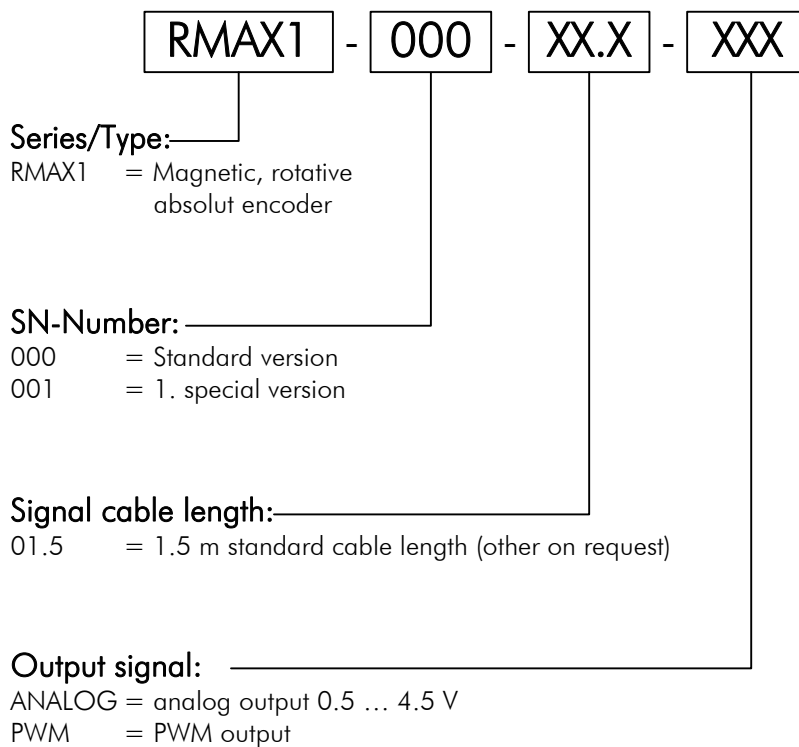 RMAX1 - 000 - XX.X - XXX
Series/Type:
RMAX1 = Magnetic, rotative
absolut encoder
SN-Number:
000 = Standard version
001 = 1. special version
Signal cable length:
01.5 = 1.5 m standard cable length (other on request)
Output signal:
ANALOG = analog output 0.5 … 4.5 V
PWM = PWM output